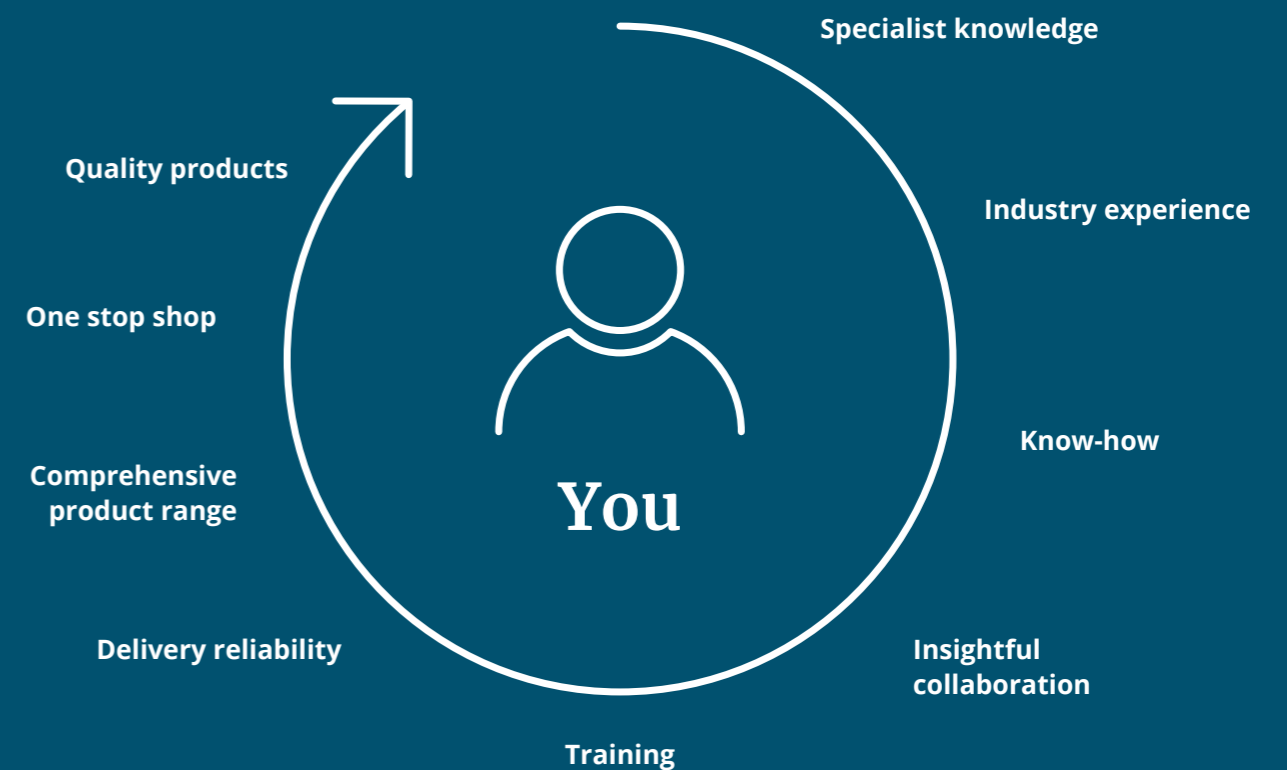 Specialist knowledge
Industry experience
Know-how
Insightful
collaboration
Training
Delivery reliability
Comprehensive
product range
One stop shop
Quality products
You